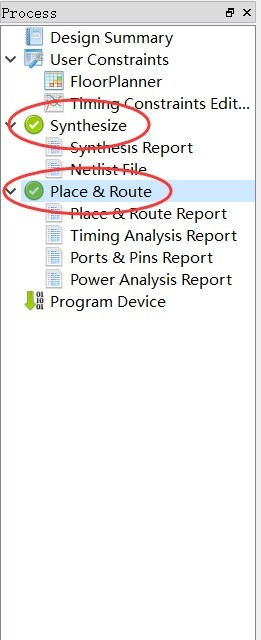 Process
Design Summary
User Constraints
FloorPlanner
Timing Constraints Edit...
Synthesize
Synthesis Report
Netlist File
Place & Route
Place & Route Report
Timing Analysis Report
Ports & Pins Report
Power Analysis Report
Program Device